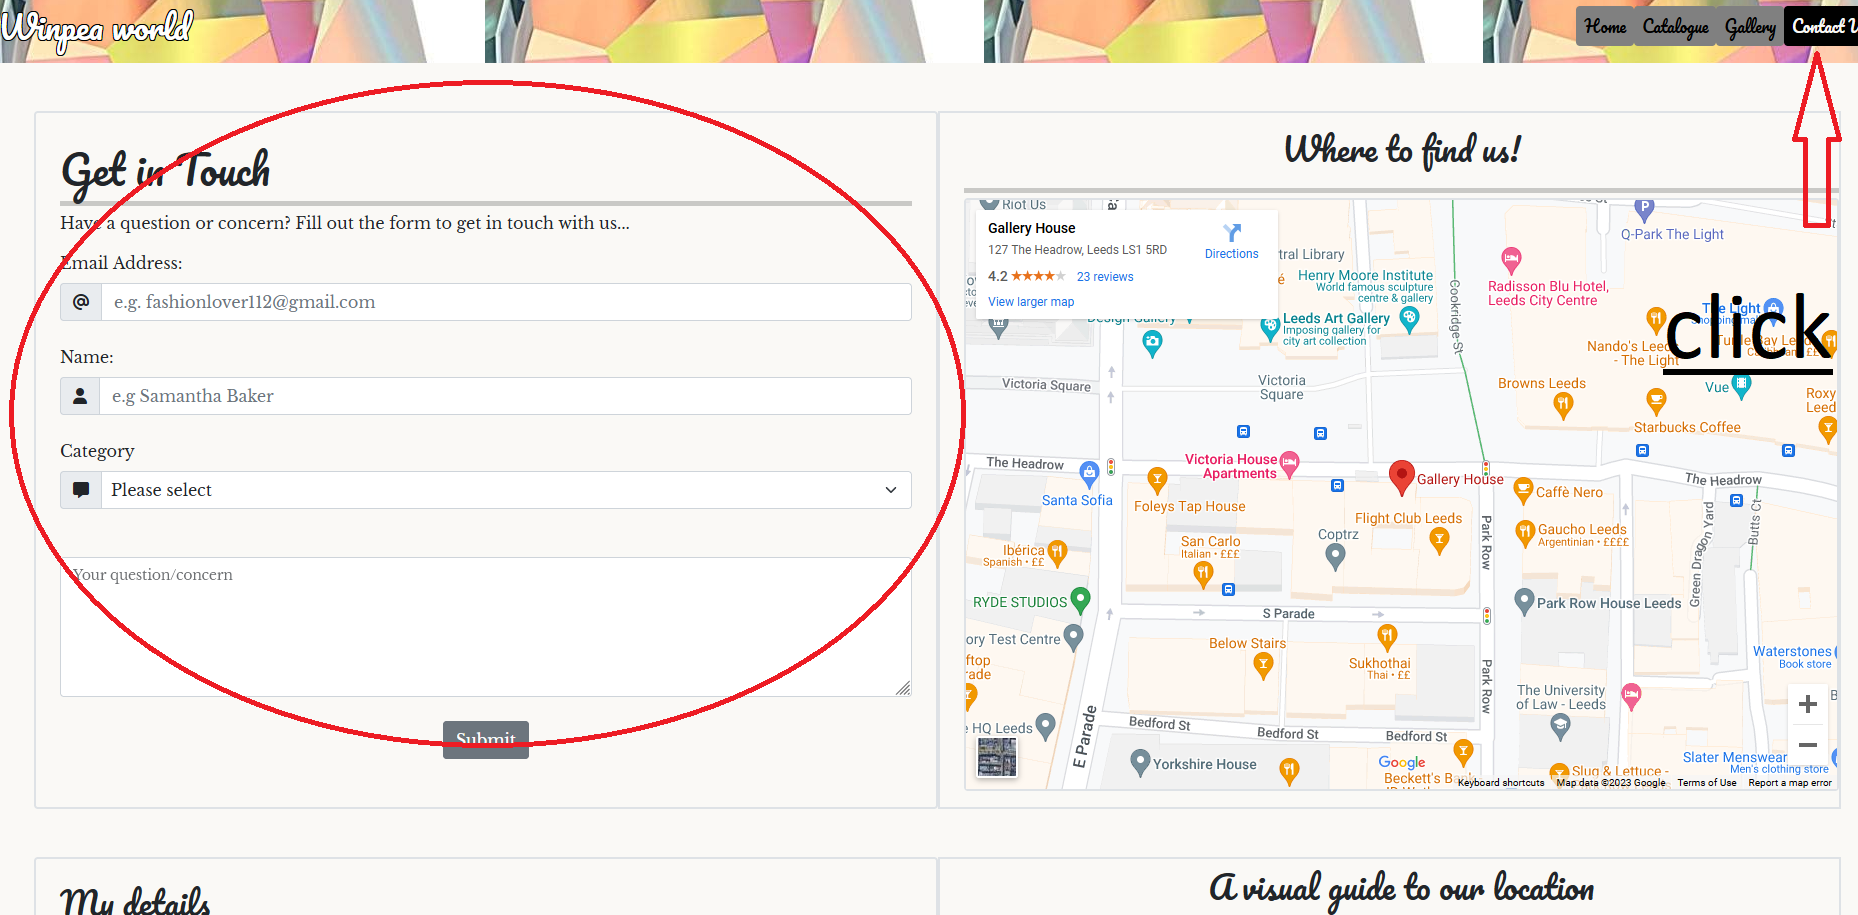 Winpea world
Home Catalogue Gallery Contact U
Get in Touch
Have a question or concern? Fill out the form to get in touch with us...
Email Address:
@ e.g. fashionlover112@gmail.com
Name:
e.g Samantha Baker
Category
Please select
Your question/concern
Submit
Where to find us!
Riot Us
Gallery House
127 The Headrow, Leeds LS1 5RD
4.2 23 reviews
View larger map
Directions
tral Library
Henry Moore Institute
World famous sculpture
centre & gallery
Leeds Art Gallery
Imposing gallery for
city art collection
Design Gallery
P
Q-Park The Light
Radisson Blu Hotel,
Leeds City Centre
Cookridge St
The Light
click
Nando's Leeds
- The Light
Vue
Browns Leeds
Starbucks Coffee
Roxy
Leed
Victoria Square
Victoria
Square
The Headrow
Victoria House
Apartments
Gallery House
The Headrow
Santa Sofia
Foleys Tap House
Flight Club Leeds
Caffè Nero
Gaucho Leeds
Argentinian • ££££
Park Row
Green Dragon Yard
Butts Ct
Ibérica
Spanish • ££
San Carlo
Italian • £££
Coptrz
RYDE STUDIOS
S Parade
Park Row House Leeds
ory Test Centre
Below Stairs
Sukhothai
Thai • ££
Waterstones
Book store
ftop
rade
Park Row
The University
of Law - Leeds
HQ Leeds
E Parade
Bedford St
Bedford St
Bedford St
Yorkshire House
Google
Beckett's Ban
Slug & Lettuce -
Slater Menswear
Men's clothing store
Keyboard shortcuts Map data ©2023 Google Terms of Use Report a map error
My details
A visual guide to our location